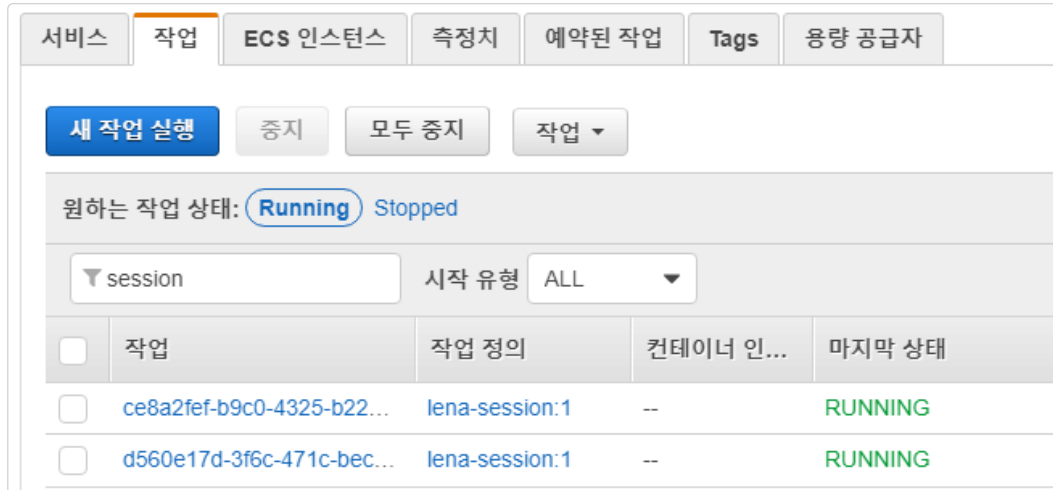 서비스 작업 ECS 인스턴스 측정치 예약된 작업 Tags 용량 공급자
새 작업 실행 중지 모두 중지 작업
원하는 작업 상태: Running Stopped
session 시작 유형 ALL
작업 작업 정의 컨테이너 인... 마지막 상태
ce8a2fef-b9c0-4325-b22... lena-session:1 -- RUNNING
d560e17d-3f6c-471c-bec... lena-session:1 -- RUNNING